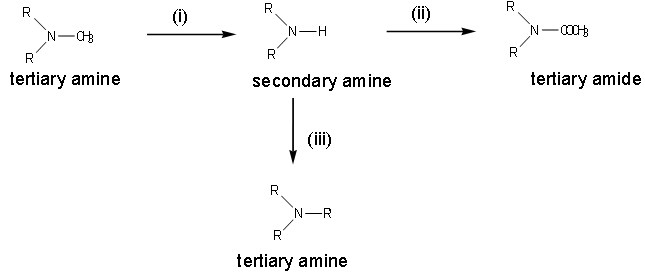 R
N—CH3
R
tertiary amine
(i)
R
N—H
R
secondary amine
(ii)
R
N—COCH3
R
tertiary amide
(iii)
R
N—R
R
tertiary amine